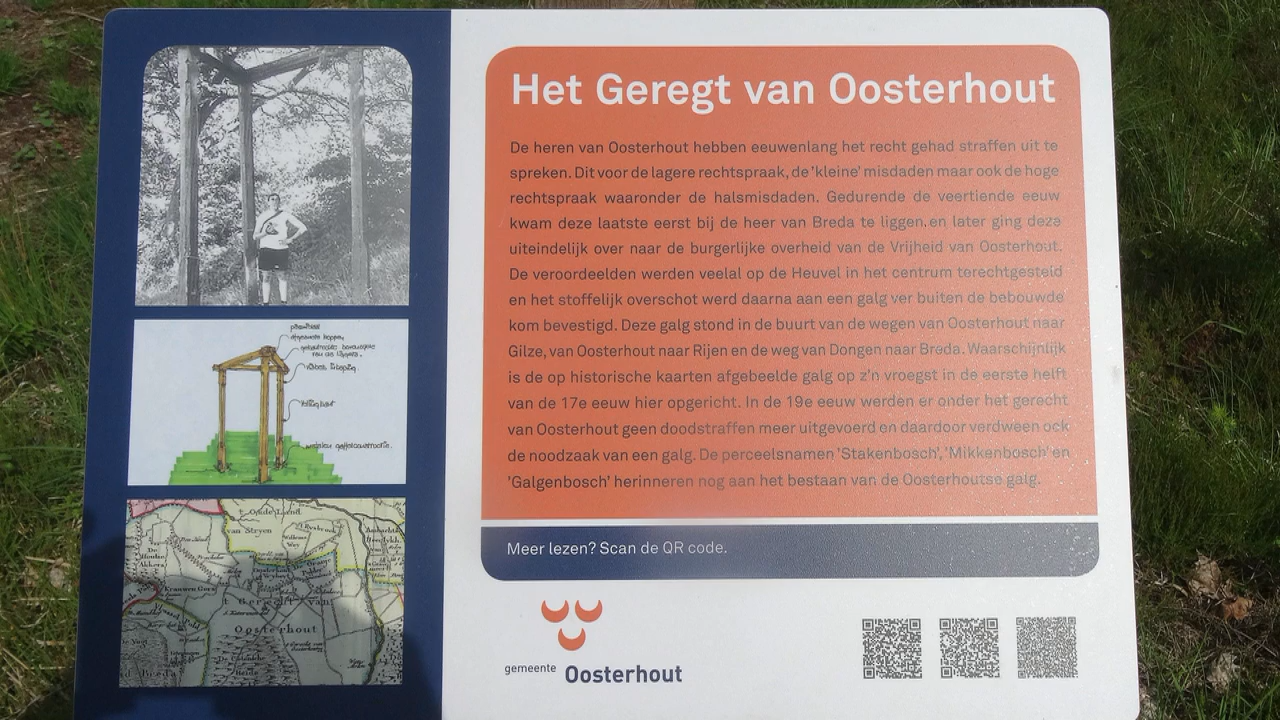 Het Geregt van Oosterhout
De heren van Oosterhout hebben eeuwenlang het recht gehad straffen uit te
spreken. Dit voor de lagere rechtspraak, de 'kleine' misdaden maar ook de hoge
rechtspraak waaronder de halsmisdaden. Gedurende de veertiende eeuw
kwam deze laatste eerst bij de heer van Breda te liggen.en later ging deze
uiteindelijk over naar de burgerlijke overheid van de Vrijheid van Oosterhout.
De veroordeelden werden veelal op de Heuvel in het centrum terechtgesteld
en het stoffelijk overschot werd daarna aan een galg ver buiten de bebouwde
kom bevestigd. Deze galg stond in de buurt van de wegen van Oosterhout naar
Gilze, van Oosterhout naar Rijen en de weg van Dongen naar Breda. Waarschijnlijk
is de op historische kaarten afgebeelde galg op z'n vroegst in de eerste helft
van de 17e eeuw hier opgericht. In de 19e eeuw werden er onder het gerecht
van Oosterhout geen doodstraffen meer uitgevoerd en daardoor verdween ook
de noodzaak van een galg. De perceelsnamen 'Stakenbosch', 'Mikkenbosch' en
'Galgenbosch' herinneren nog aan het bestaan van de Oosterhoutse galg.
Meer lezen? Scan de QR code.
gemeente Oosterhout
Oude Land
van Stryen
t Gerecht van
Oosterhout